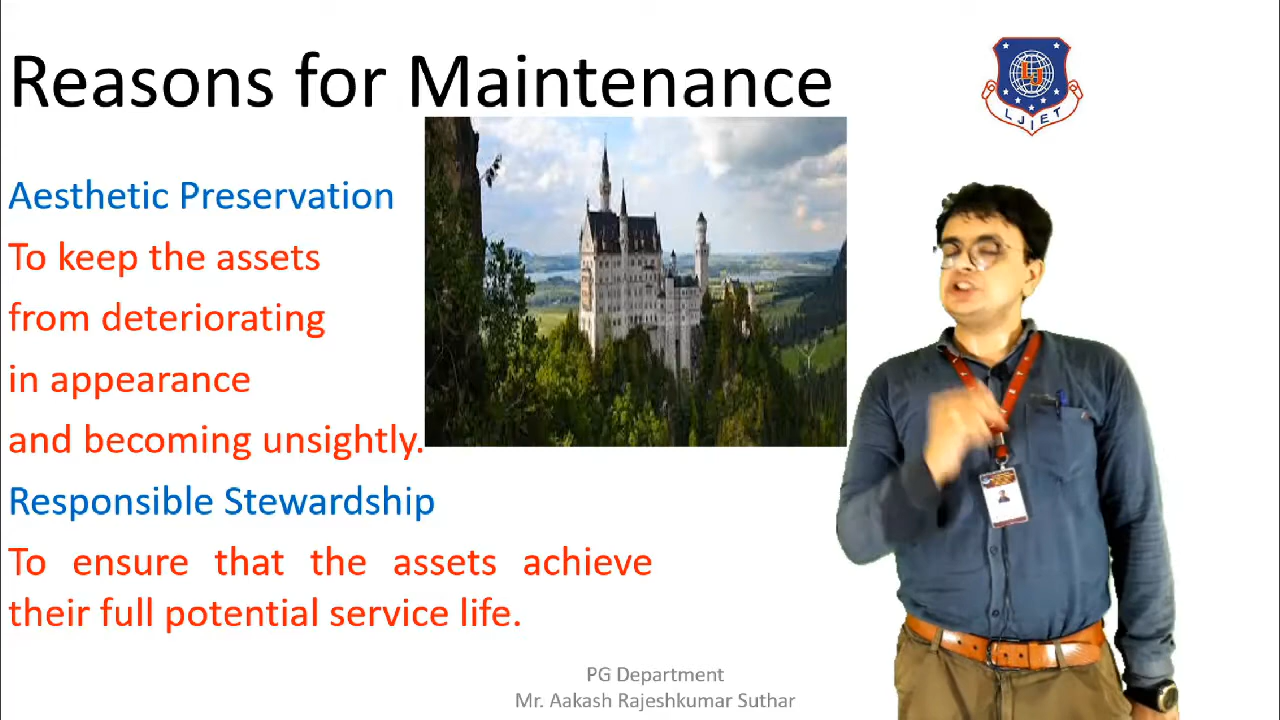 Reasons for Maintenance
LJ
LJIET
Aesthetic Preservation
To keep the assets
from deteriorating
in appearance
and becoming unsightly.
Responsible Stewardship
To ensure that the assets achieve
their full potential service life.
PG Department
Mr. Aakash Rajeshkumar Suthar